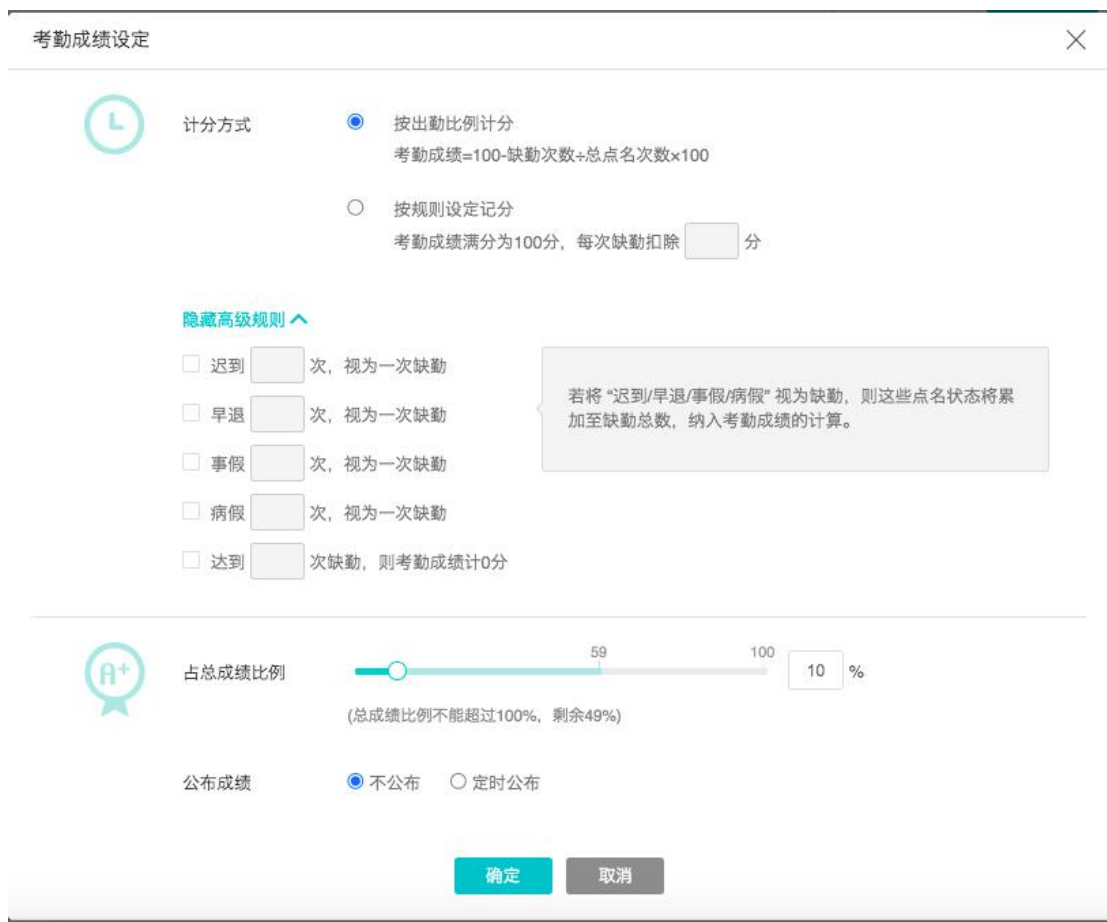 考勤成绩设定
计分方式
按出勤比例计分
考勤成绩=100-缺勤次数÷总点名次数×100
按规则设定记分
考勤成绩满分为100分，每次缺勤扣除 分
隐藏高级规则
迟到 次，视为一次缺勤
早退 次，视为一次缺勤
事假 次，视为一次缺勤
病假 次，视为一次缺勤
达到 次缺勤，则考勤成绩计0分
若将 “迟到/早退/事假/病假” 视为缺勤，则这些点名状态将累
加至缺勤总数，纳入考勤成绩的计算。
A+
占总成绩比例
59 100
10 %
(总成绩比例不能超过100%，剩余49%)
公布成绩
不公布 定时公布
确定 取消